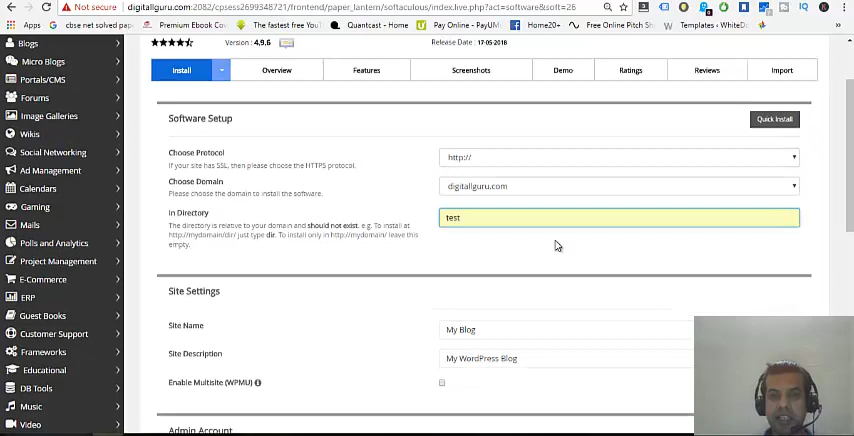 digitallguru.com:2082/cpsess2699348721/frontend/paper_lantern/softaculous/index.live.php?act=software&soft=26
Apps
cbse net solved pape
Premium Ebook Co
The fastest growing
Quantcast - Home
Pay Online - PayUM
Home20+
Free Online Pitch Sh
Templates
WhiteD
Version : 4.9.6
Release Date : 17-05-2018
Install
Overview
Features
Screenshots
Demo
Ratings
Reviews
Import
Blogs
Micro Blogs
Portals/CMS
Forums
Image Galleries
Wikis
Social Networking
Ad Management
Calendars
Gaming
Mails
Polls and Analytics
Project Management
E-Commerce
ERP
Guest Books
Customer Support
Frameworks
Educational
DB Tools
Music
Video
Software Setup
Quick Install
Choose Protocol
If your site has SSL, then please choose the HTTPS protocol.
http://
Choose Domain
Please choose the domain to install the software.
digitallguru.com
In Directory
The directory is relative to your domain and should not exist. e.g. To install at
http://mydomain/dir/ just type dir. To install only in http://mydomain/ leave this
empty.
test
Site Settings
Site Name
My Blog
Site Description
My WordPress Blog
Enable Multisite (WPMU)
Admin Account